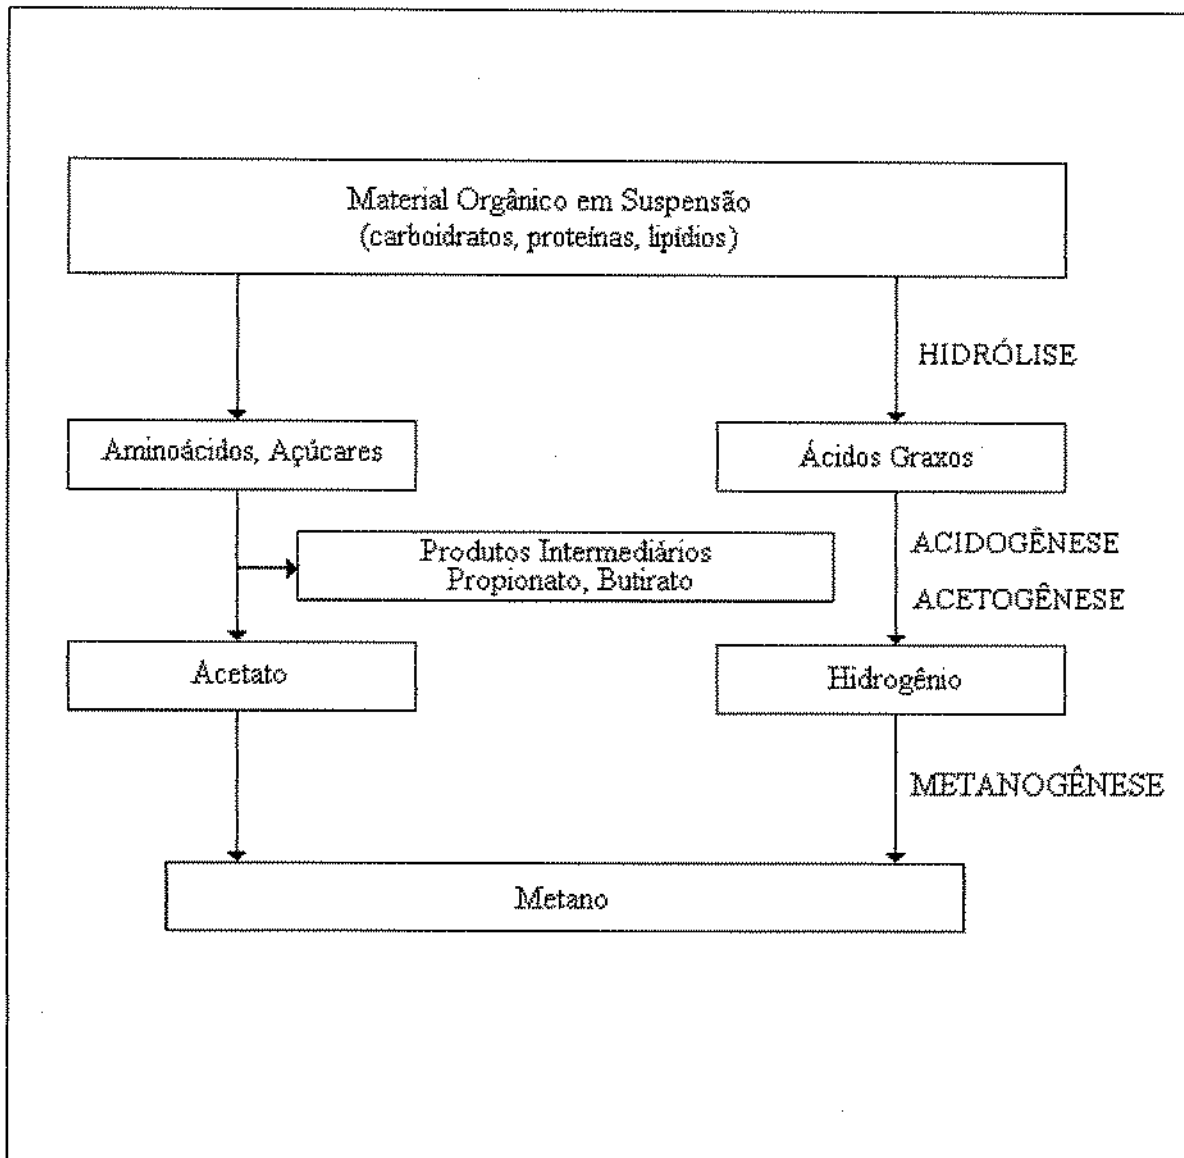 Material Orgânico em Suspensão
(carboidratos, proteínas, lipídios)
HIDRÓLISE
Aminoácidos, Açúcares
Ácidos Graxos
Produtos Intermediários
Propionato, Butirato
ACIDOGÊNESE
ACETOGÊNESE
Acetato
Hidrogênio
METANOGÊNESE
Metano